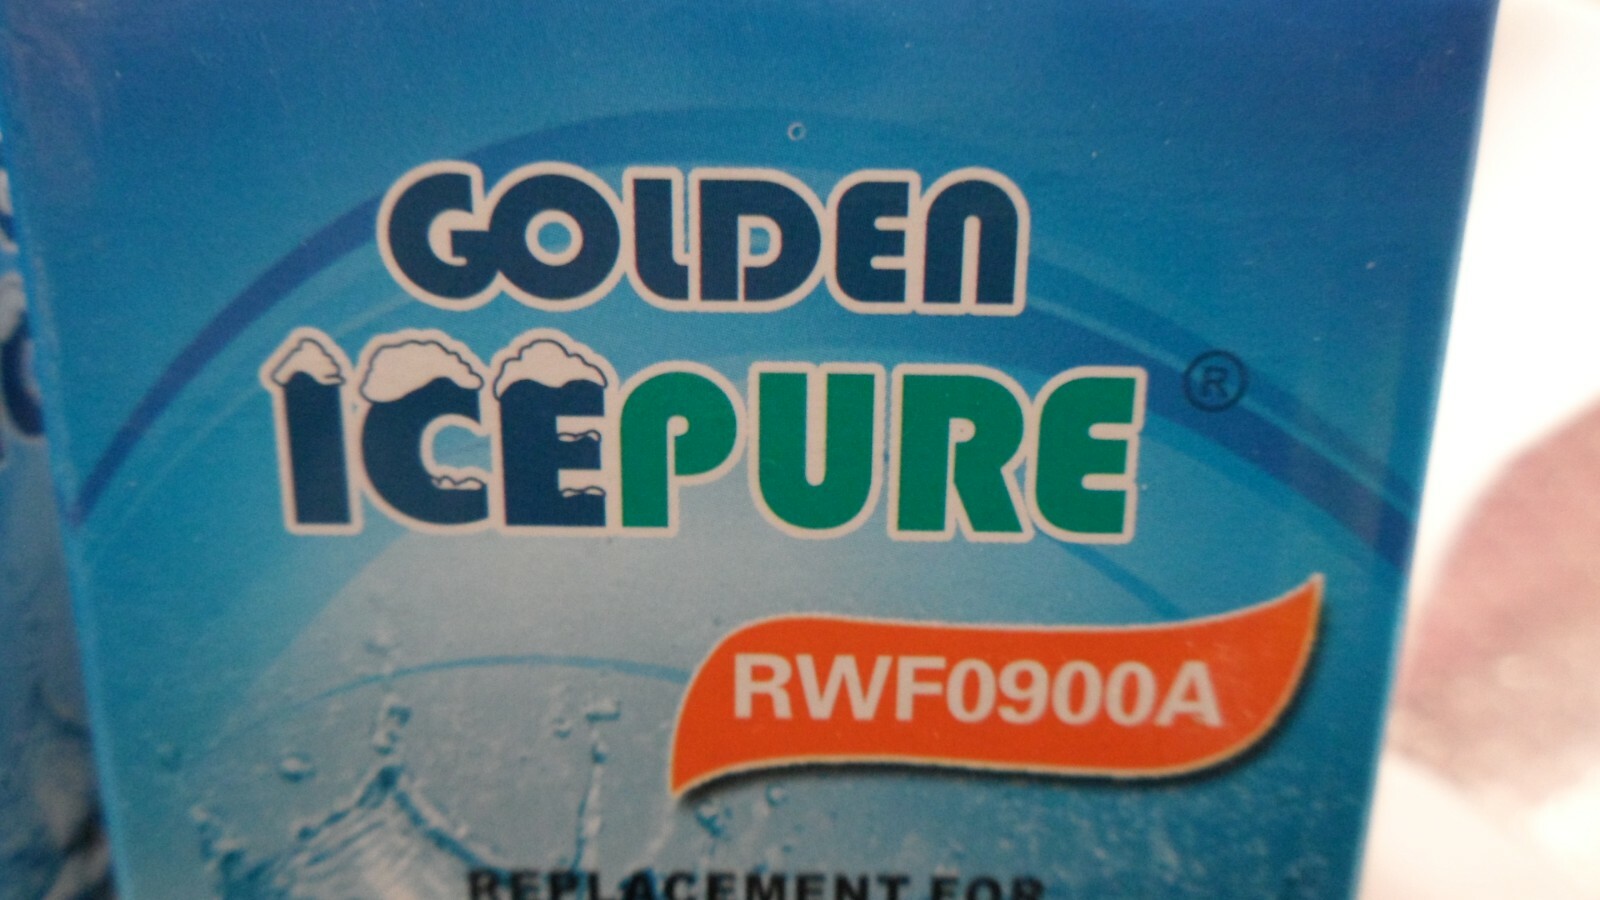 GOLDEN
ICEPURE ®
RWF0900A
REPLACEMENT FOR